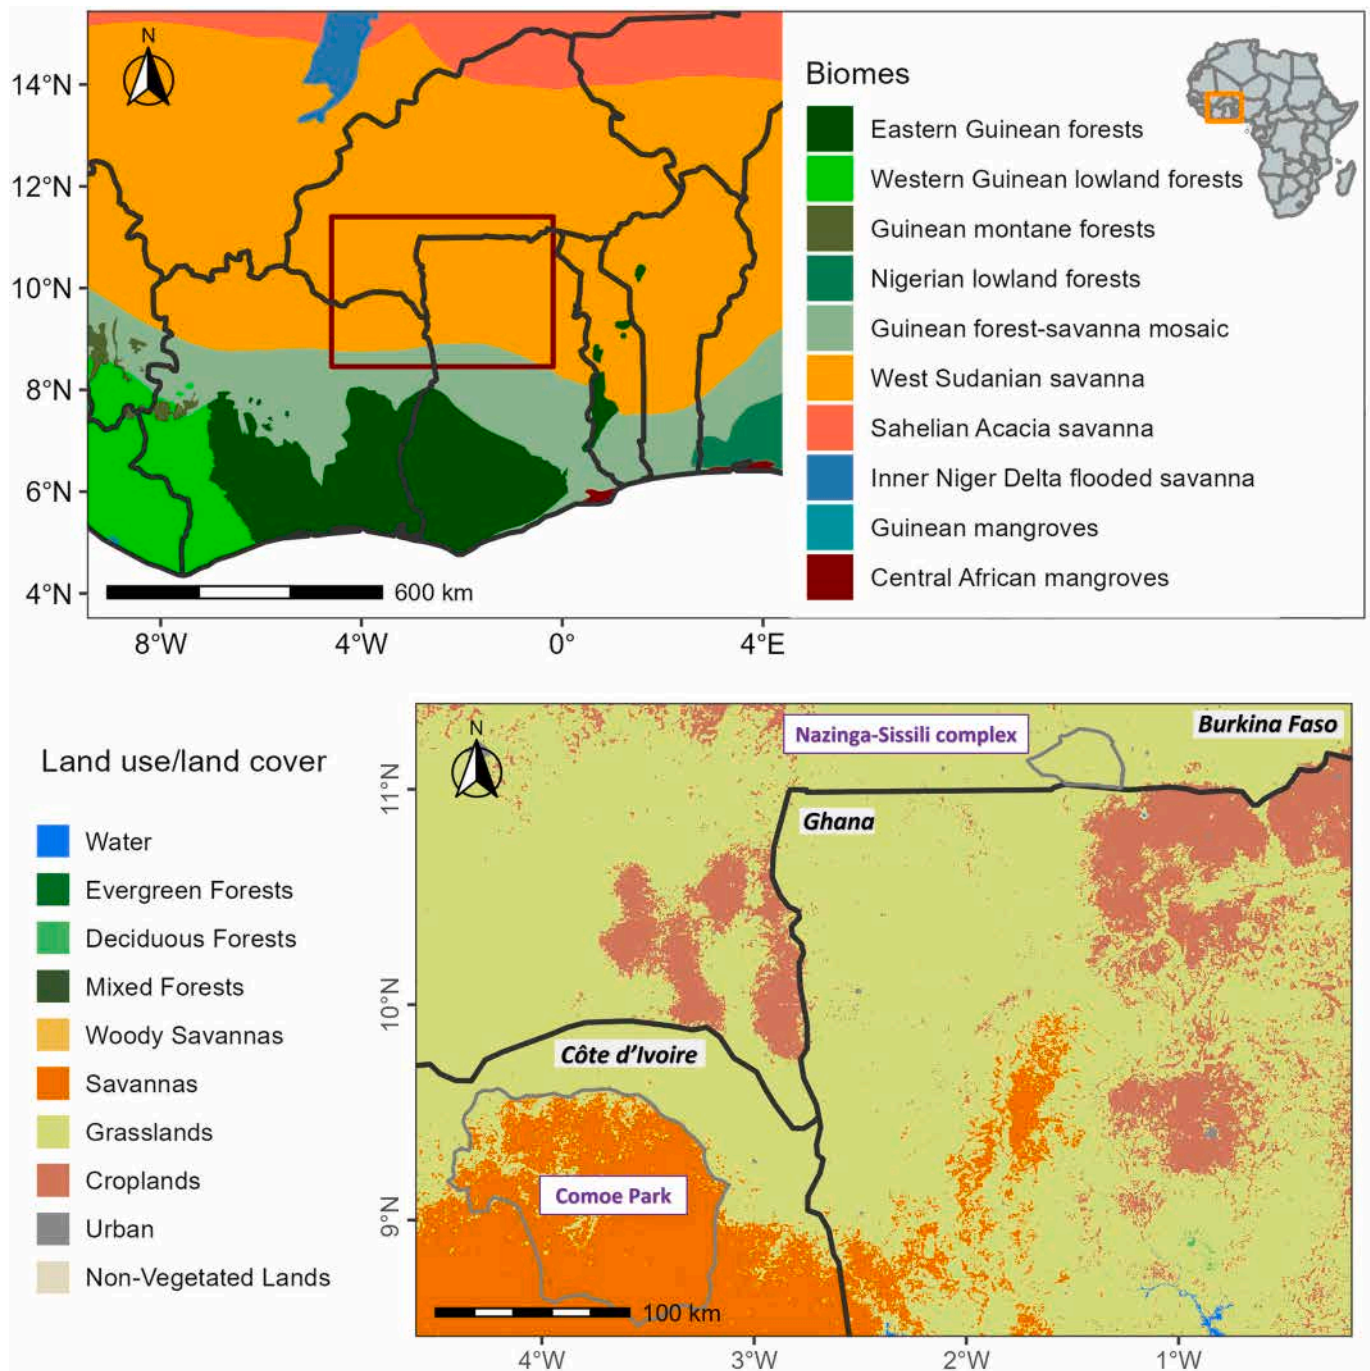 N
14°N
12°N
10°N
8°N
6°N
4°N
600 km
8°W
4°W
0°
4°E
Biomes
Eastern Guinean forests
Western Guinean lowland forests
Guinean montane forests
Nigerian lowland forests
Guinean forest-savanna mosaic
West Sudanian savanna
Sahelian Acacia savanna
Inner Niger Delta flooded savanna
Guinean mangroves
Central African mangroves
Land use/land cover
Water
Evergreen Forests
Deciduous Forests
Mixed Forests
Woody Savannas
Savannas
Grasslands
Croplands
Urban
Non-Vegetated Lands
N
Nazinga-Sissili complex
Burkina Faso
Ghana
Côte d'Ivoire
Comoe Park
11°N
10°N
9°N
100 km
4°W
3°W
2°W
1°W